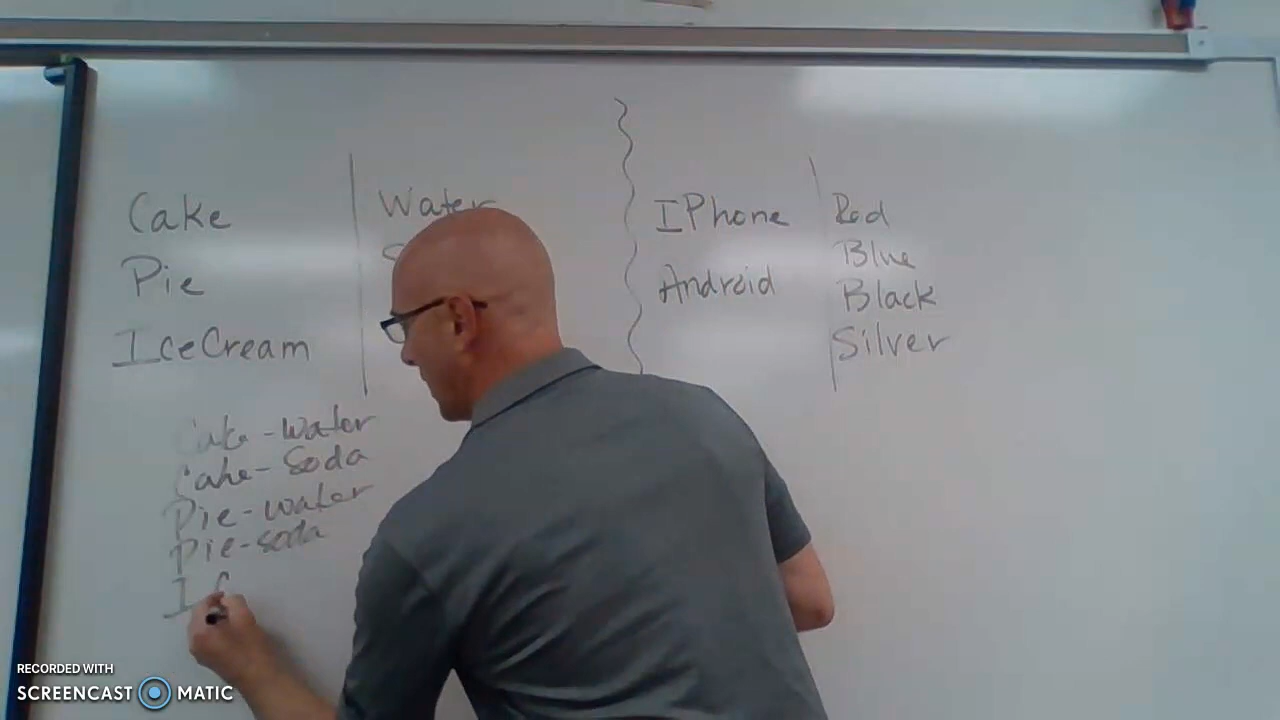 Cake
Pie
IceCream
Water
Cake-water
Cake-Soda
Pie-water
Pie-soda
I C
IPhone
Android
Red
Blue
Black
Silver
RECORDED WITH
SCREENCAST MATIC